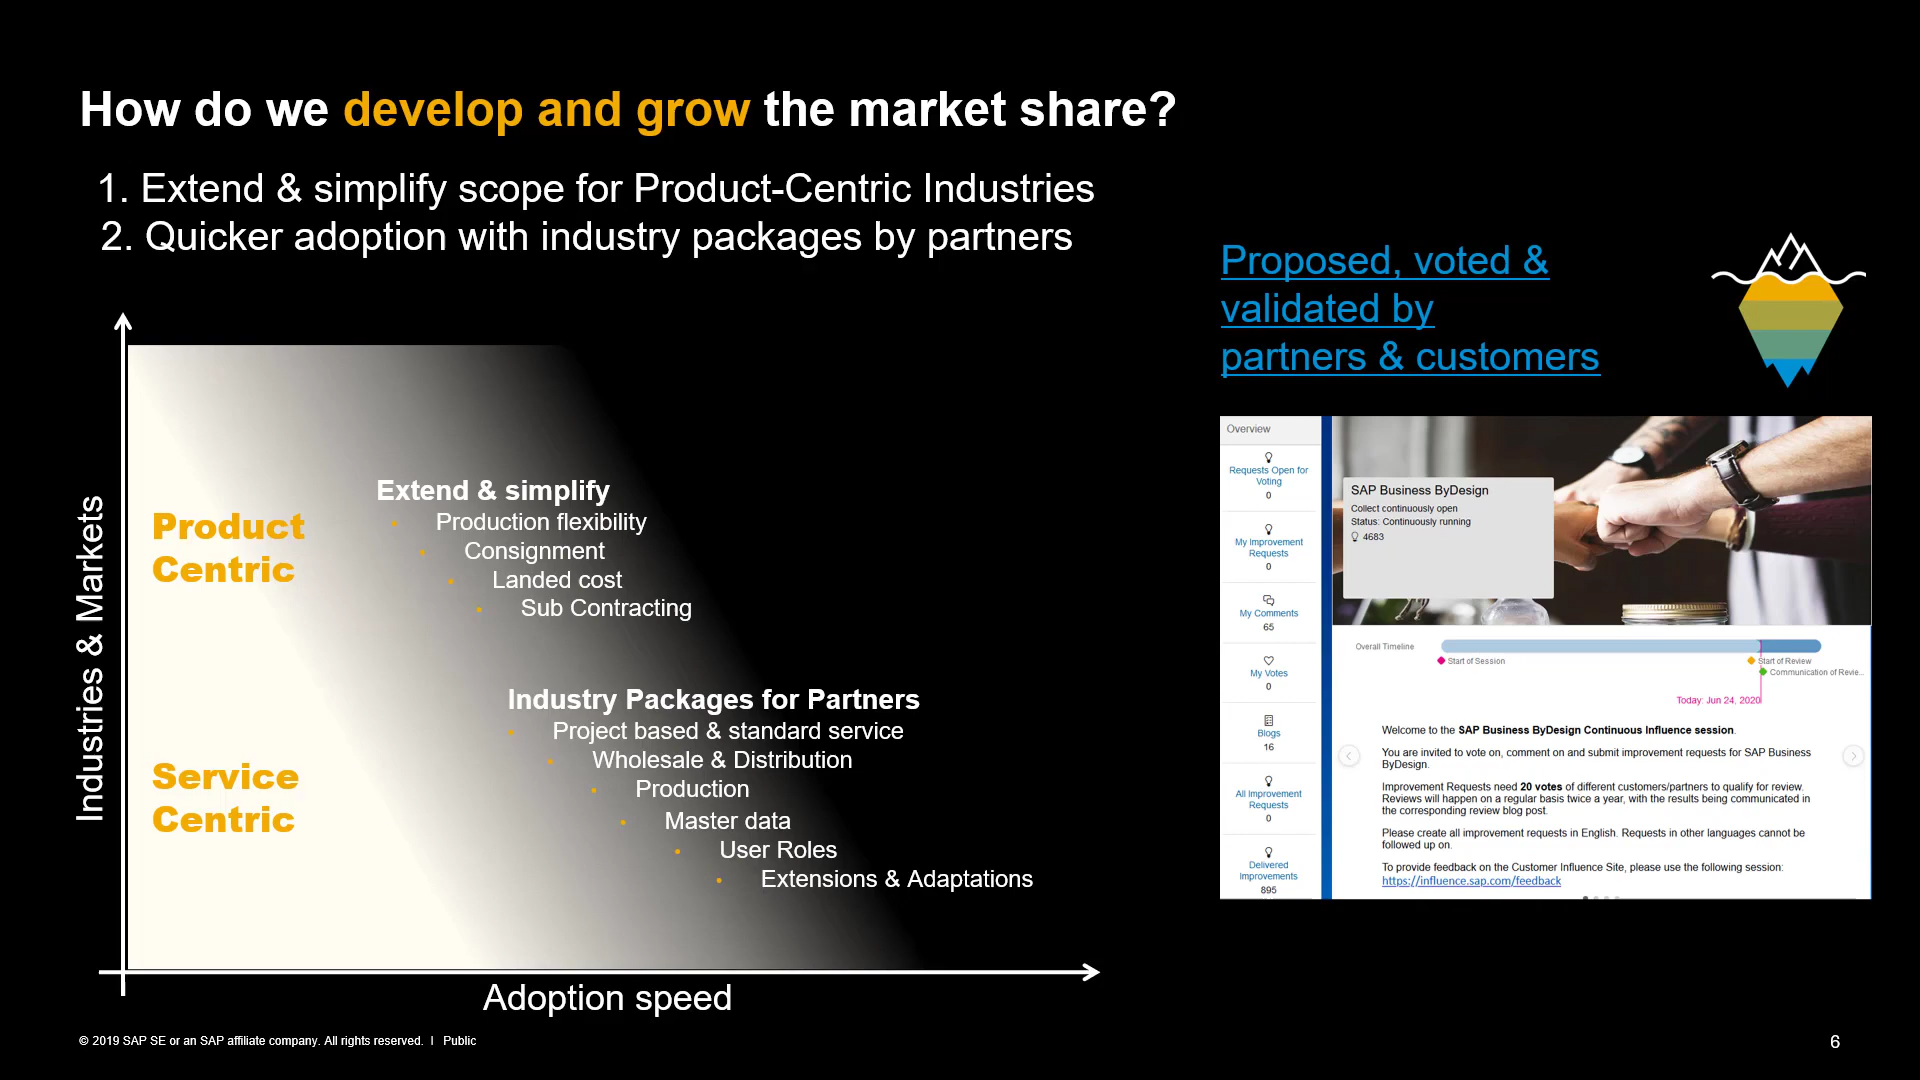 How do we develop and grow the market share?
1. Extend & simplify scope for Product-Centric Industries
2. Quicker adoption with industry packages by partners
Proposed, voted &
validated by
partners & customers
Industries & Markets
Product
Centric
Service
Centric
Extend & simplify
Production flexibility
Consignment
Landed cost
Sub Contracting
Industry Packages for Partners
Project based & standard service
Wholesale & Distribution
Production
Master data
User Roles
Extensions & Adaptations
Adoption speed
Overview
Requests Open for
Voting
0
My Improvement
Requests
0
My Comments
65
My Votes
0
Blogs
16
All Improvement
Requests
0
Delivered
Improvements
895
SAP Business ByDesign
Collect continuously open
Status: Continuously running
4683
Overall Timeline
Start of Session
Start of Review
Communication of Revie...
Today: Jun 24, 2020
Welcome to the SAP Business ByDesign Continuous Influence session.
You are invited to vote on, comment on and submit improvement requests for SAP Business
ByDesign.
Improvement Requests need 20 votes of different customers/partners to qualify for review.
Reviews will happen on a regular basis twice a year, with the results being communicated in
the corresponding review blog post.
Please create all improvement requests in English. Requests in other languages cannot be
followed up on.
To provide feedback on the Customer Influence Site, please use the following session:
https://influence.sap.com/feedback
© 2019 SAP SE or an SAP affiliate company. All rights reserved. ǀ Public
6